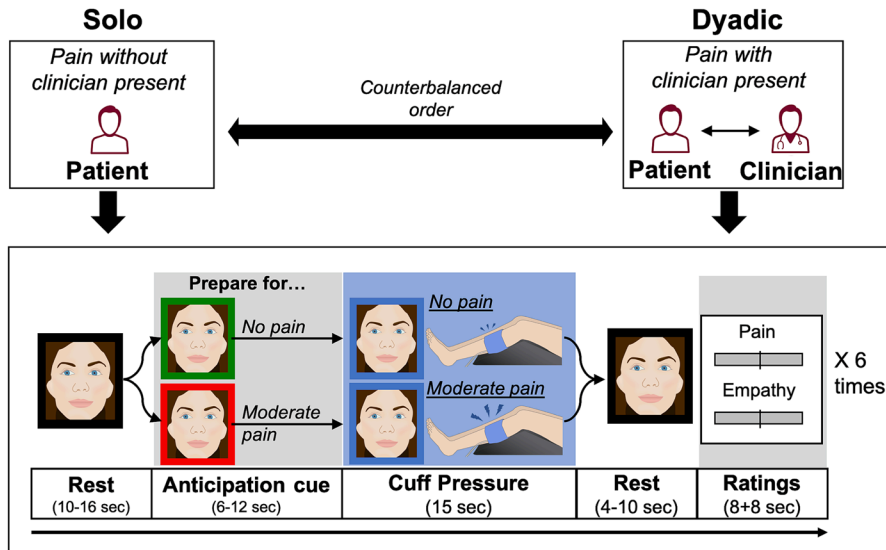 Solo
Dyadic
Pain without
clinician present
Patient
Counterbalanced
order
Pain with
clinician present
Patient
Clinician
Prepare for…
No pain
Moderate
pain
No pain
Moderate pain
Pain
Empathy
X 6
times
Rest
(10-16 sec)
Anticipation cue
(6-12 sec)
Cuff Pressure
(15 sec)
Rest
(4-10 sec)
Ratings
(8+8 sec)